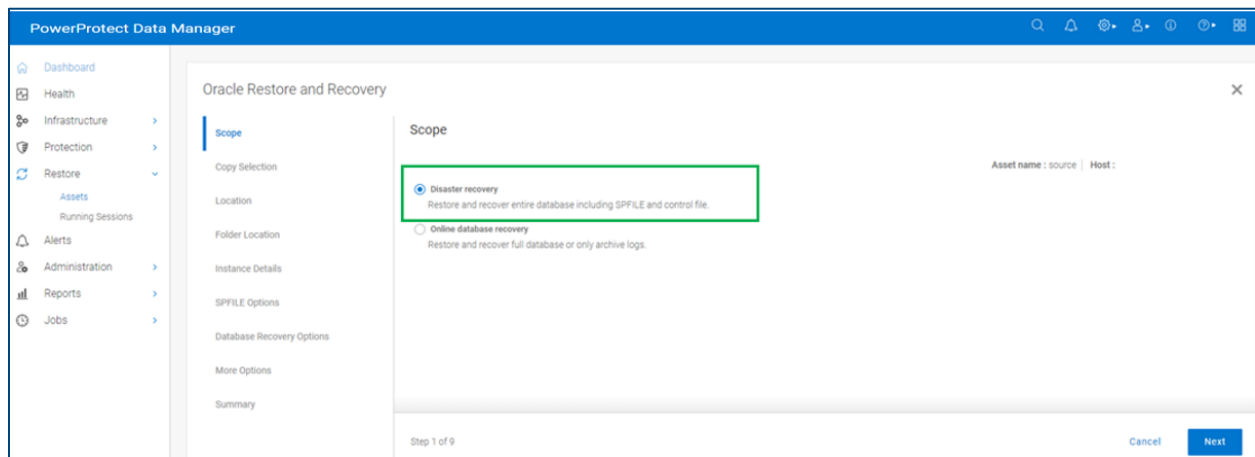 PowerProtect Data Manager
Dashboard
Health
Infrastructure
Protection
Restore
Assets
Running Sessions
Alerts
Administration
Reports
Jobs
Oracle Restore and Recovery
Scope
Copy Selection
Location
Folder Location
Instance Details
SPFILE Options
Database Recovery Options
More Options
Summary
Scope
Asset name : source | Host :
Disaster recovery
Restore and recover entire database including SPFILE and control file.
Online database recovery
Restore and recover full database or only archive logs.
Step 1 of 9
Cancel
Next